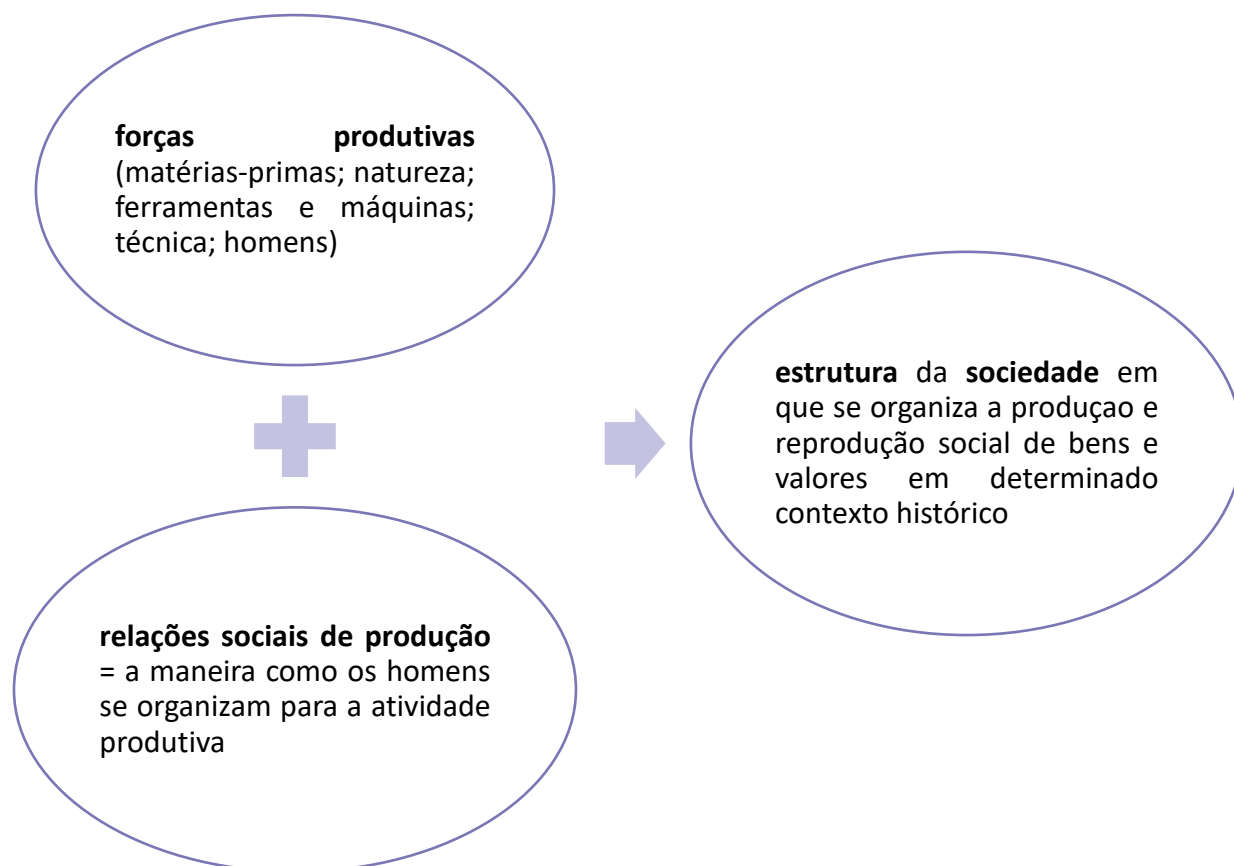 forças produtivas
(matérias-primas; natureza;
ferramentas e máquinas;
técnica; homens)
relações sociais de produção
= a maneira como os homens
se organizam para a atividade
produtiva
estrutura da sociedade em
que se organiza a produçao e
reprodução social de bens e
valores em determinado
contexto histórico